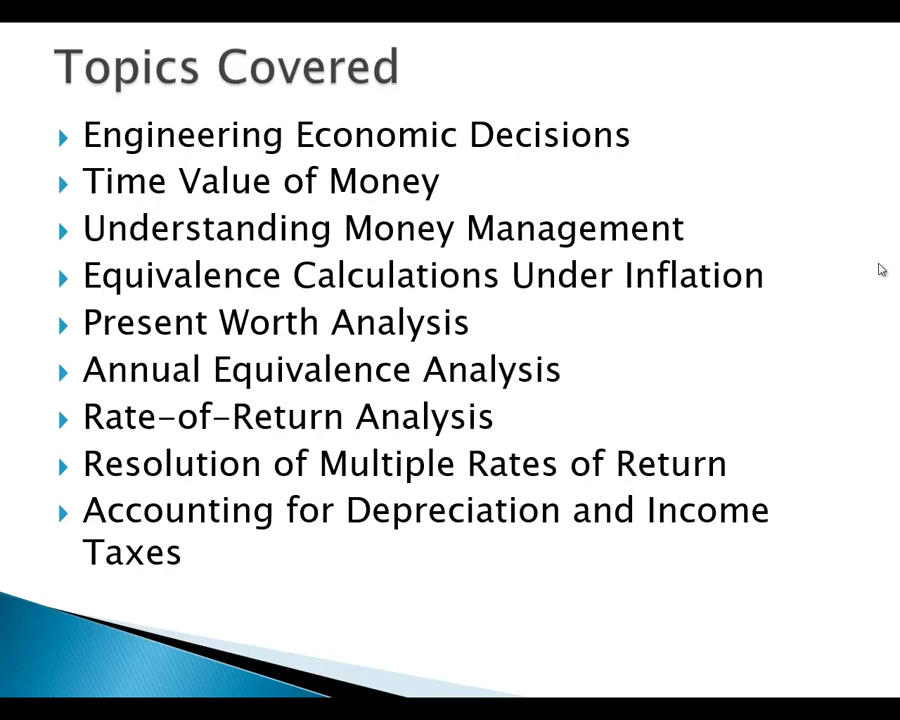 Topics Covered
Engineering Economic Decisions
Time Value of Money
Understanding Money Management
Equivalence Calculations Under Inflation
Present Worth Analysis
Annual Equivalence Analysis
Rate-of-Return Analysis
Resolution of Multiple Rates of Return
Accounting for Depreciation and Income
Taxes